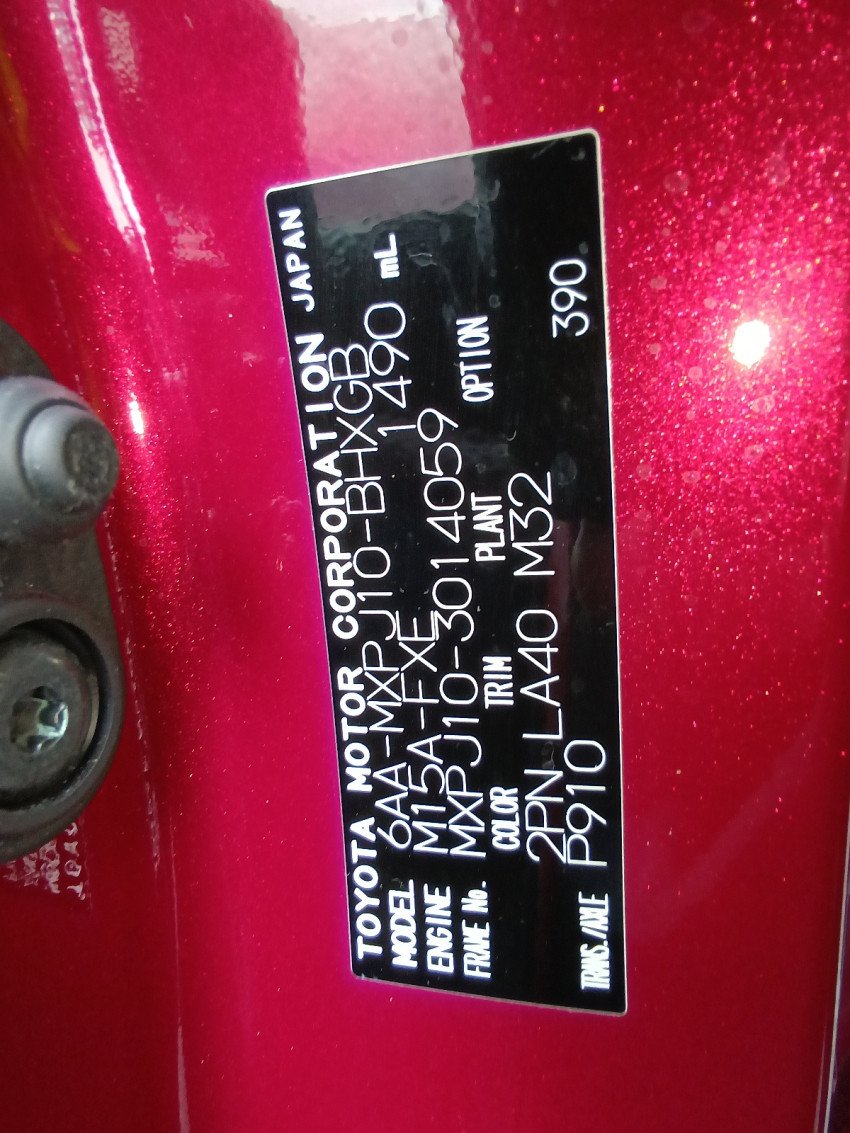 TOYOTA MOTOR CORPORATION JAPAN
MODEL 6AA-MXPJ10-BHXGB
ENGINE M15A-FXE 1490 mL
FRAME No. MXPJ10-3014059
COLOR TRIM PLANT OPTION
2PN LA40 M32
TRANS./AXLE P910 390